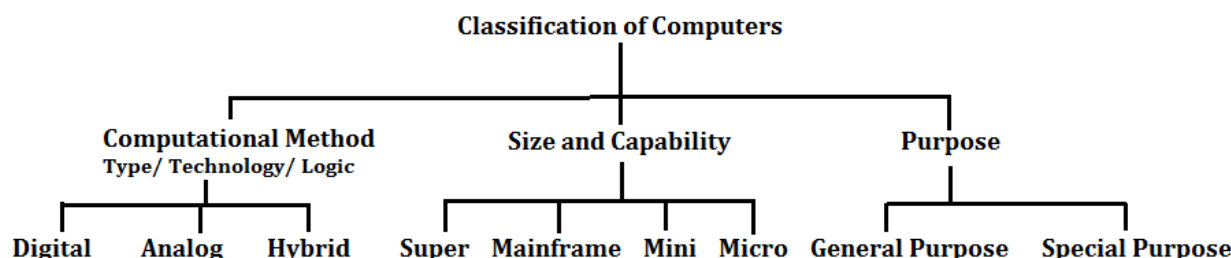 Classification of Computers
Computational Method
Type/ Technology/ Logic
Size and Capability
Purpose
Digital
Analog
Hybrid
Super
Mainframe
Mini
Micro
General Purpose
Special Purpose